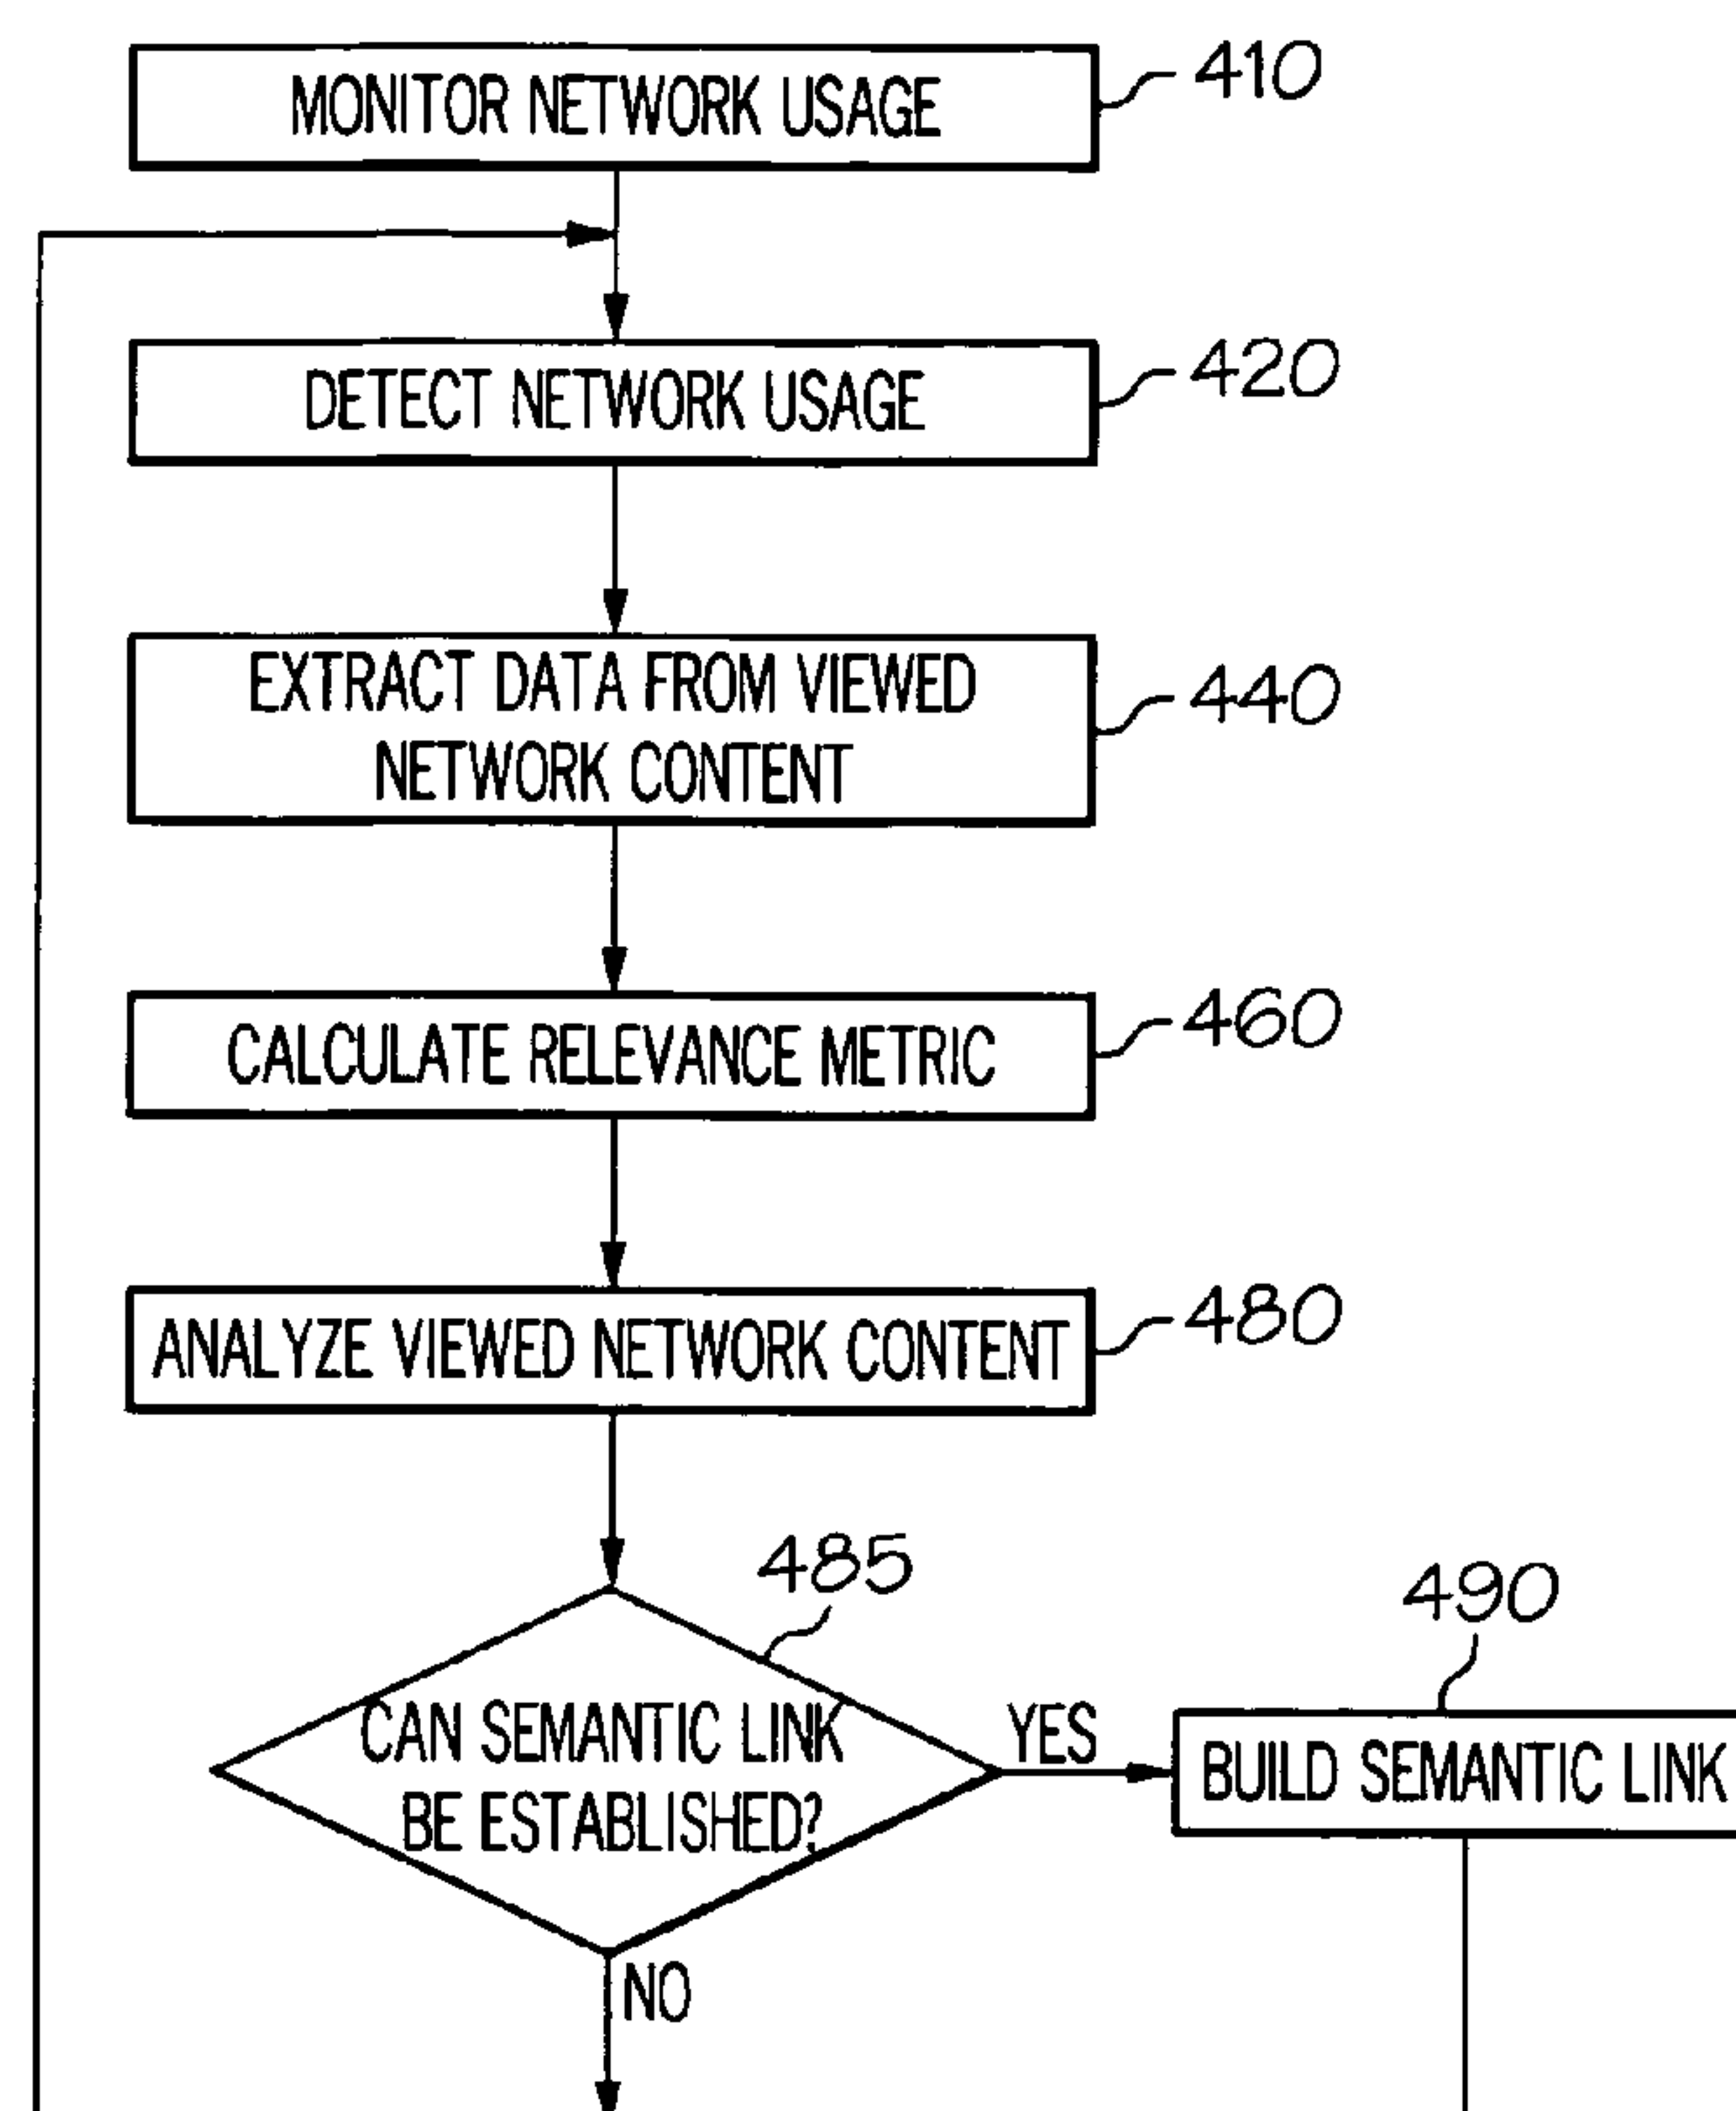 MONITOR NETWORK USAGE
410
DETECT NETWORK USAGE
420
EXTRACT DATA FROM VIEWED
NETWORK CONTENT
440
CALCULATE RELEVANCE METRIC
460
ANALYZE VIEWED NETWORK CONTENT
480
485
490
CAN SEMANTIC LINK
BE ESTABLISHED?
YES
BUILD SEMANTIC LINK
NO